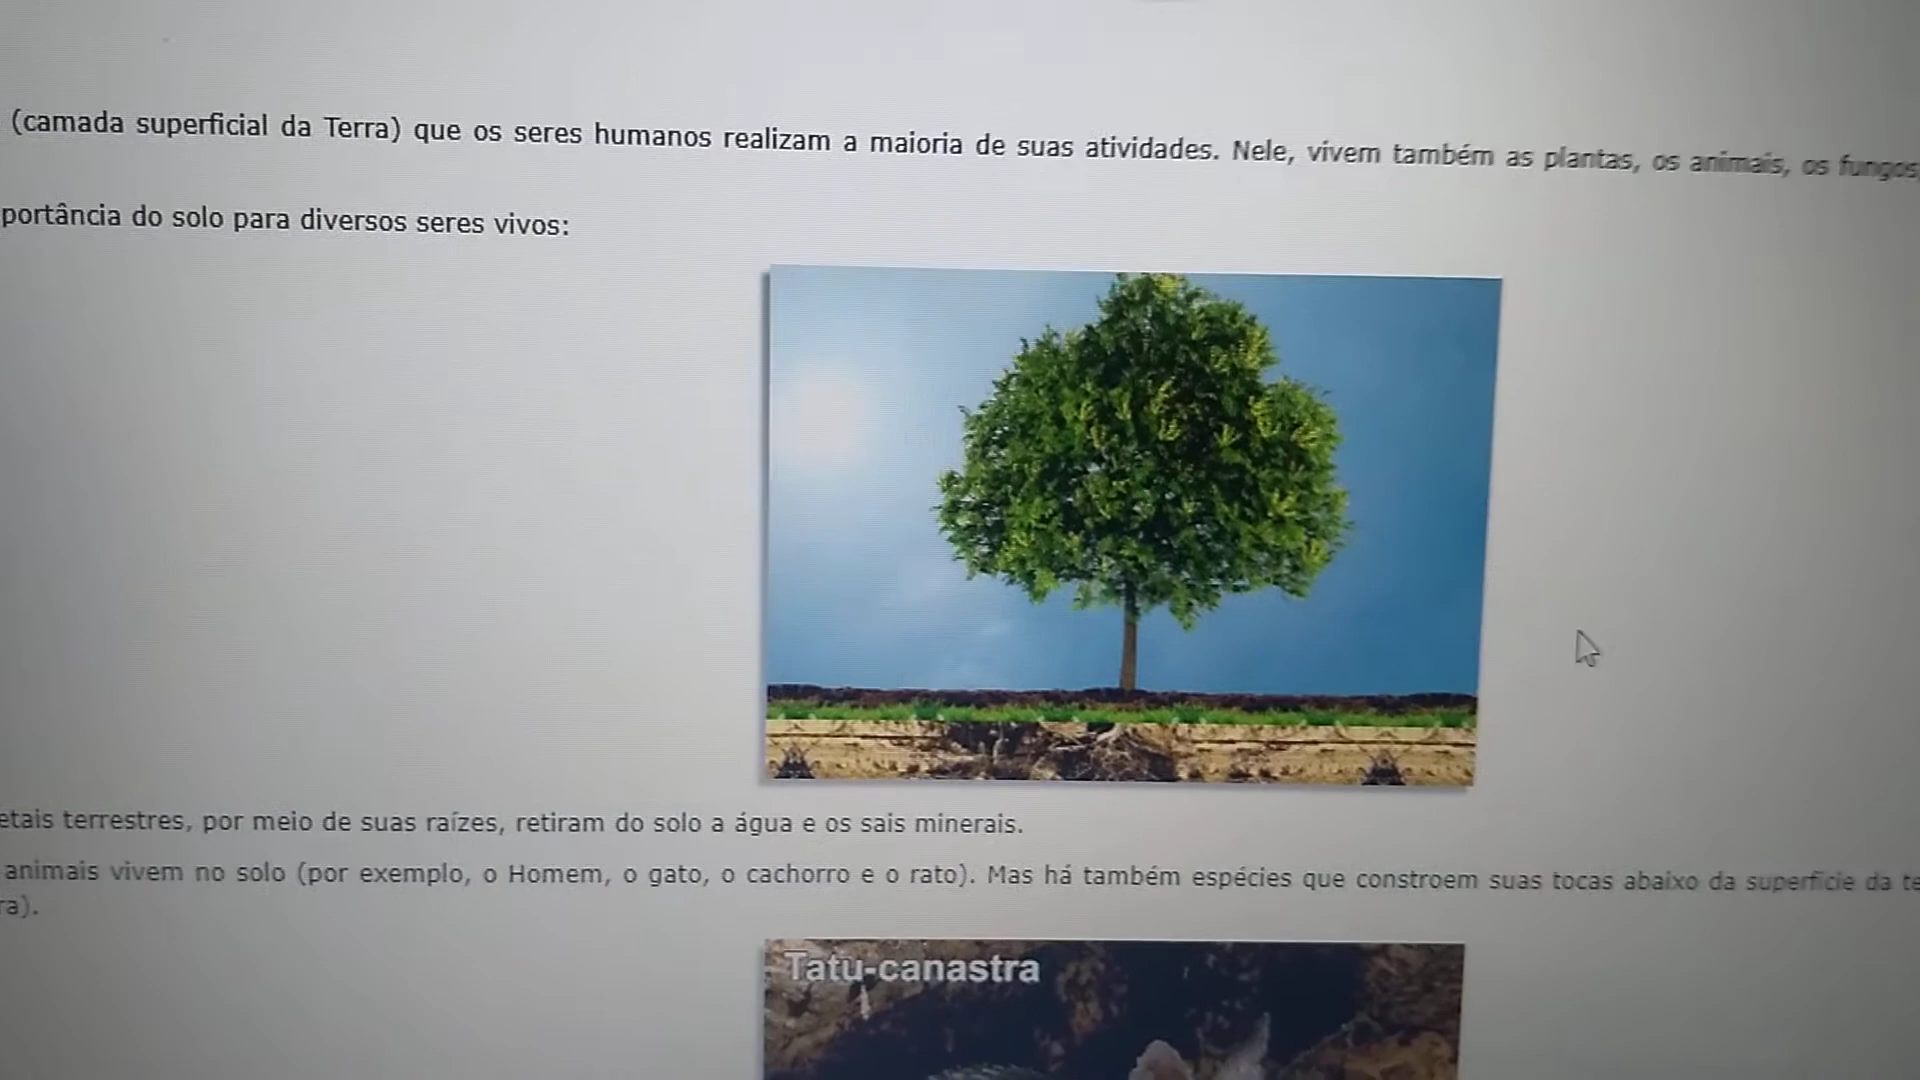 (camada superficial da Terra) que os seres humanos realizam a maioria de suas atividades. Nele, vivem também as plantas, os animais, os fungos,
portância do solo para diversos seres vivos:
etais terrestres, por meio de suas raízes, retiram do solo a água e os sais minerais.
animais vivem no solo (por exemplo, o Homem, o gato, o cachorro e o rato). Mas há também espécies que constroem suas tocas abaixo da superfície da te
ra).
Tatu-canastra